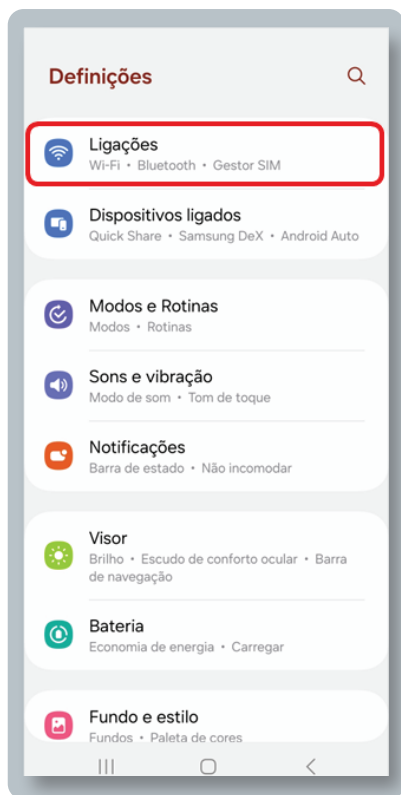 Definições
Ligações
Wi-Fi • Bluetooth • Gestor SIM
Dispositivos ligados
Quick Share • Samsung DeX • Android Auto
Modos e Rotinas
Modos • Rotinas
Sons e vibração
Modo de som • Tom de toque
Notificações
Barra de estado • Não incomodar
Visor
Brilho • Escudo de conforto ocular • Barra
de navegação
Bateria
Economia de energia • Carregar
Fundo e estilo
Fundos • Paleta de cores